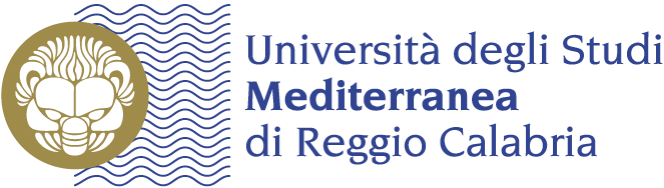 Università degli Studi
Mediterranea
di Reggio Calabria